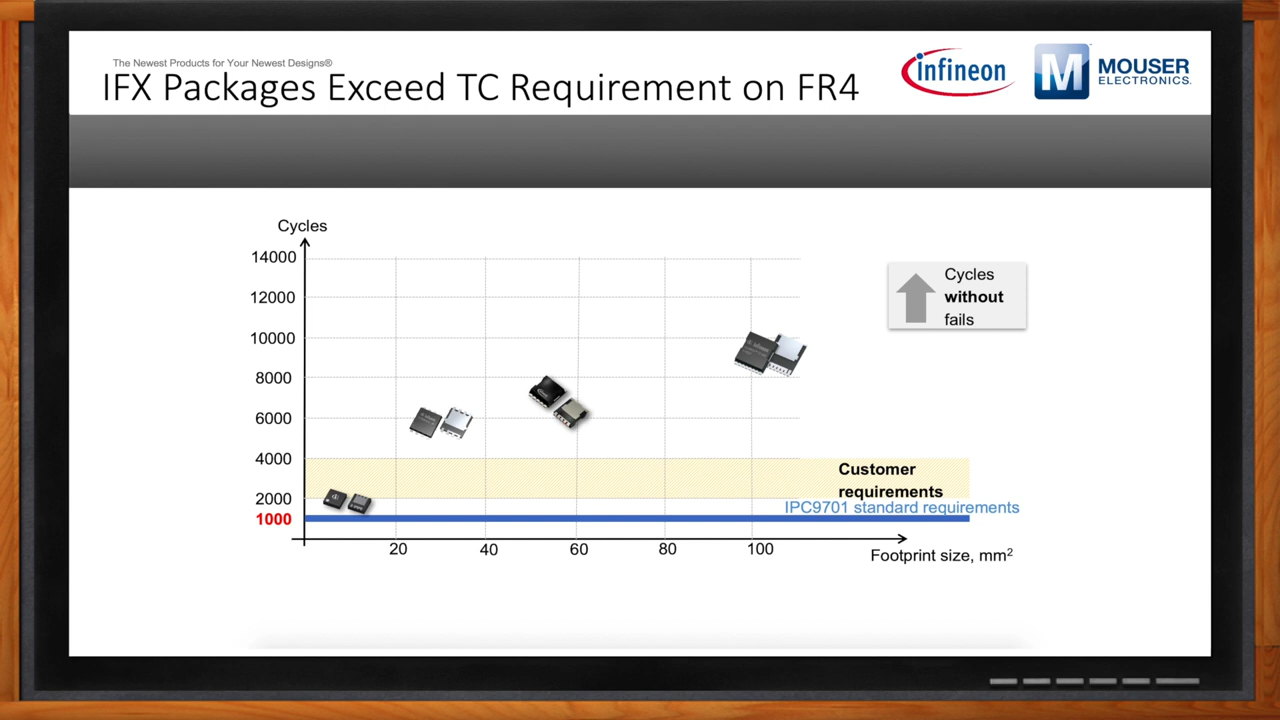 The Newest Products for Your Newest Designs®
IFX Packages Exceed TC Requirement on FR4
infineon
M
MOUSER
ELECTRONICS.
Cycles
14000
12000
10000
8000
6000
4000
2000
1000
Cycles
without
fails
Customer
requirements
IPC9701 standard requirements
20
40
60
80
100
Footprint size, mm²